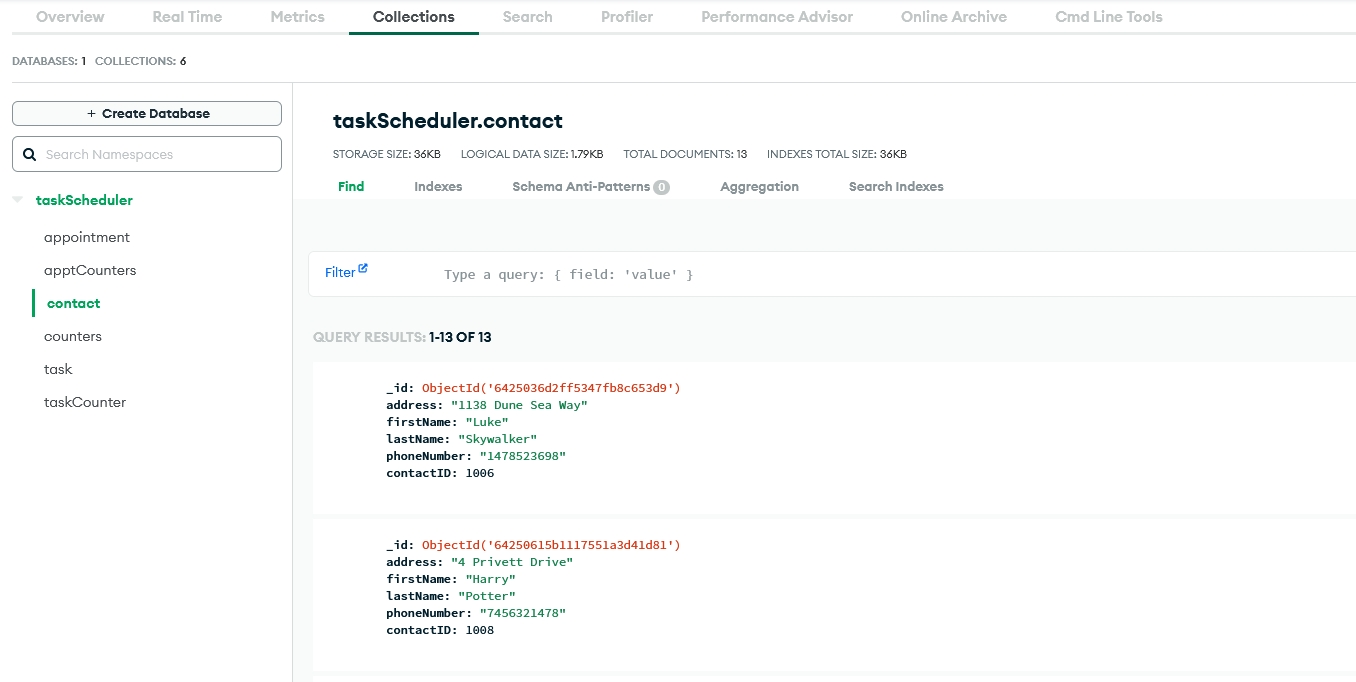 Overview Real Time Metrics Collections Search Profiler Performance Advisor Online Archive Cmd Line Tools
DATABASES: 1 COLLECTIONS: 6
+ Create Database
Search Namespaces
taskScheduler
appointment
apptCounters
contact
counters
task
taskCounter
taskScheduler.contact
STORAGE SIZE: 36KB LOGICAL DATA SIZE: 1.79KB TOTAL DOCUMENTS: 13 INDEXES TOTAL SIZE: 36KB
Find Indexes Schema Anti-Patterns 0 Aggregation Search Indexes
Filter Type a query: { field: 'value' }
QUERY RESULTS: 1-13 OF 13
_id: ObjectId('6425036d2ff5347fb8c653d9')
address: "1138 Dune Sea Way"
firstName: "Luke"
lastName: "Skywalker"
phoneNumber: "1478523698"
contactID: 1006
_id: ObjectId('64250615b1117551a3d41d81')
address: "4 Privett Drive"
firstName: "Harry"
lastName: "Potter"
phoneNumber: "7456321478"
contactID: 1008